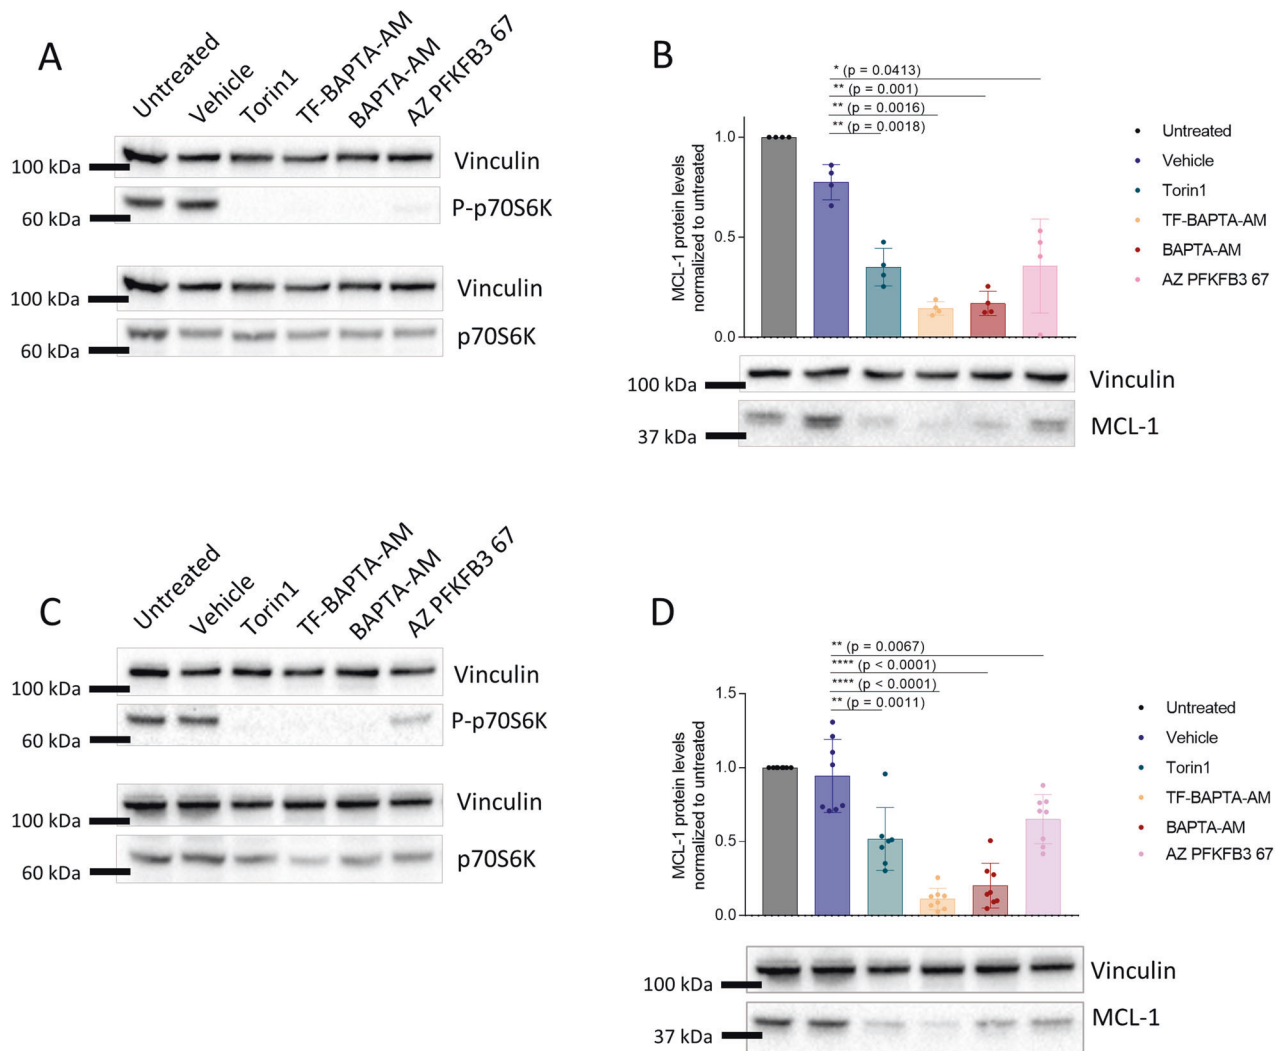 A
Untreated
Vehicle
Torin1
TF-BAPTA-AM
BAPTA-AM
AZ PFKFB3 67
100 kDa
Vinculin
60 kDa
P-p70S6K
100 kDa
Vinculin
60 kDa
p70S6K
B
* (p = 0.0413)
** (p = 0.001)
** (p = 0.0016)
** (p = 0.0018)
MCL-1 protein levels
normalized to untreated
1.0
0.5
0.0
Untreated
Vehicle
Torin1
TF-BAPTA-AM
BAPTA-AM
AZ PFKFB3 67
100 kDa
Vinculin
37 kDa
MCL-1
C
Untreated
Vehicle
Torin1
TF-BAPTA-AM
BAPTA-AM
AZ PFKFB3 67
100 kDa
Vinculin
60 kDa
P-p70S6K
100 kDa
Vinculin
60 kDa
p70S6K
D
** (p = 0.0067)
**** (p < 0.0001)
**** (p < 0.0001)
** (p = 0.0011)
MCL-1 protein levels
normalized to untreated
1.5
1.0
0.5
0.0
Untreated
Vehicle
Torin1
TF-BAPTA-AM
BAPTA-AM
AZ PFKFB3 67
100 kDa
Vinculin
37 kDa
MCL-1